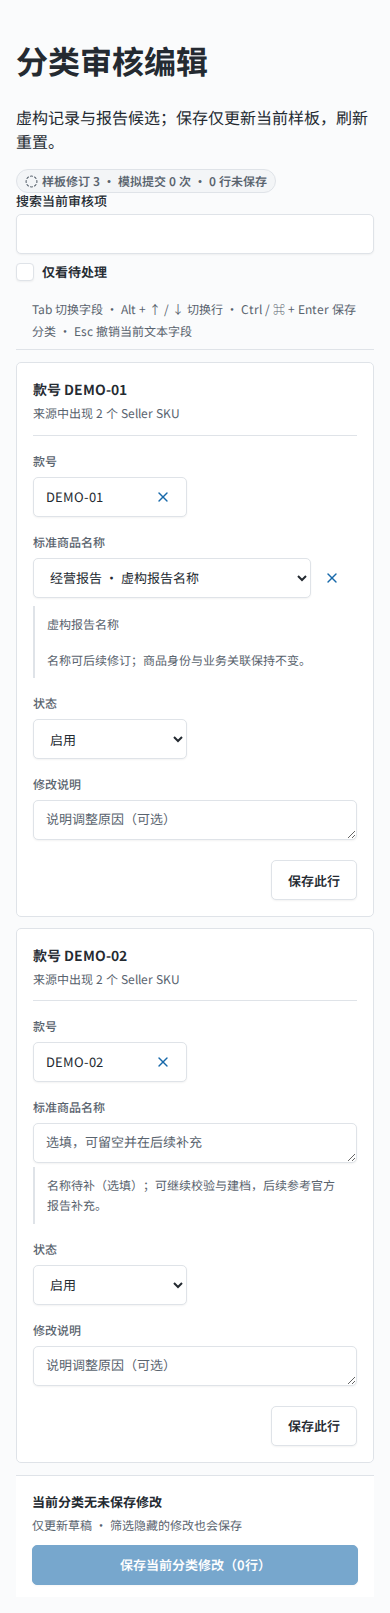 分类审核编辑
虚构记录与报告候选；保存仅更新当前样板，刷新
重置。
样板修订 3 • 模拟提交 0 次 • 0 行未保存
搜索当前审核项
仅看待处理
Tab 切换字段 • Alt + ↑ / ↓ 切换行 • Ctrl / ⌘ + Enter 保存
分类 • Esc 撤销当前文本字段
款号 DEMO-01
来源中出现 2 个 Seller SKU
款号
DEMO-01
标准商品名称
经营报告 • 虚构报告名称
虚构报告名称
名称可后续修订；商品身份与业务关联保持不变。
状态
启用
修改说明
说明调整原因（可选）
保存此行
款号 DEMO-02
来源中出现 2 个 Seller SKU
款号
DEMO-02
标准商品名称
选填，可留空并在后续补充
名称待补（选填）；可继续校验与建档，后续参考官方
报告补充。
状态
启用
修改说明
说明调整原因（可选）
保存此行
当前分类无未保存修改
仅更新草稿 • 筛选隐藏的修改也会保存
保存当前分类修改（0行）